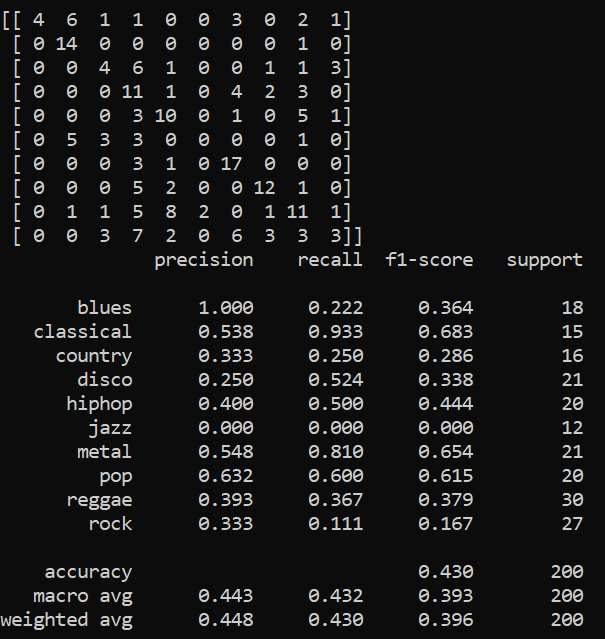 [[ 4  6  1  1  0  0  3  0  2  1]
 [ 0 14  0  0  0  0  0  0  1  0]
 [ 0  0  4  6  1  0  0  1  1  3]
 [ 0  0  0 11  1  0  4  2  3  0]
 [ 0  0  0  3 10  0  1  0  5  1]
 [ 0  5  3  3  0  0  0  0  1  0]
 [ 0  0  0  3  1  0 17  0  0  0]
 [ 0  0  0  5  2  0  0 12  1  0]
 [ 0  1  1  5  8  2  0  1 11  1]
 [ 0  0  3  7  2  0  6  3  3  3]]
              precision    recall  f1-score   support

       blues      1.000     0.222     0.364        18
   classical      0.538     0.933     0.683        15
     country      0.333     0.250     0.286        16
       disco      0.250     0.524     0.338        21
      hiphop      0.400     0.500     0.444        20
        jazz      0.000     0.000     0.000        12
       metal      0.548     0.810     0.654        21
         pop      0.632     0.600     0.615        20
      reggae      0.393     0.367     0.379        30
        rock      0.333     0.111     0.167        27

    accuracy                          0.430       200
   macro avg      0.443     0.432     0.393       200
weighted avg      0.448     0.430     0.396       200